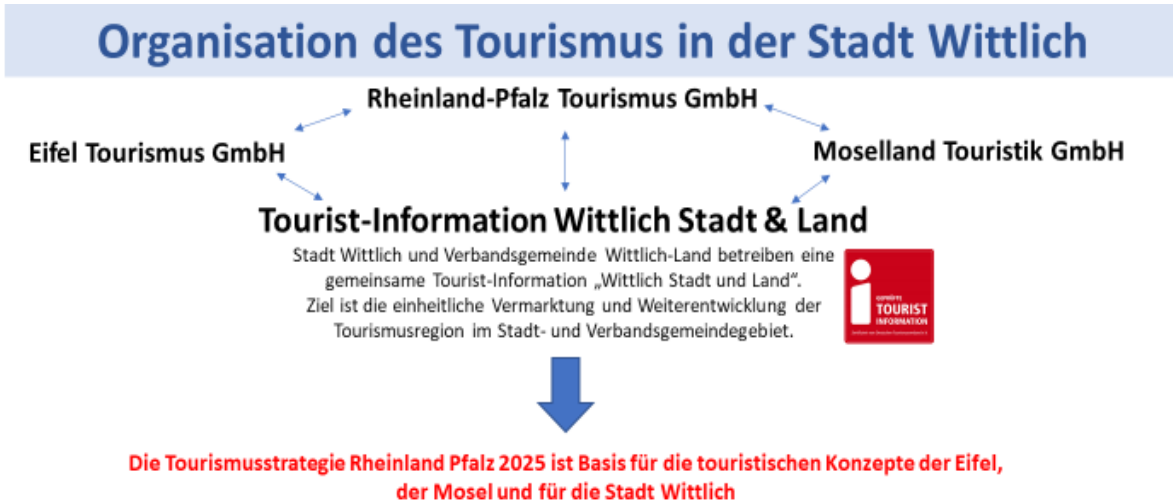 Organisation des Tourismus in der Stadt Wittlich
Rheinland-Pfalz Tourismus GmbH
Eifel Tourismus GmbH
Moselland Touristik GmbH
Tourist-Information Wittlich Stadt & Land
Stadt Wittlich und Verbandsgemeinde Wittlich-Land betreiben eine
gemeinsame Tourist-Information „Wittlich Stadt und Land“.
Ziel ist die einheitliche Vermarktung und Weiterentwicklung der
Tourismusregion im Stadt- und Verbandsgemeindegebiet.
i
TOURIST
INFORMATION
Die Tourismusstrategie Rheinland Pfalz 2025 ist Basis für die touristischen Konzepte der Eifel,
der Mosel und für die Stadt Wittlich